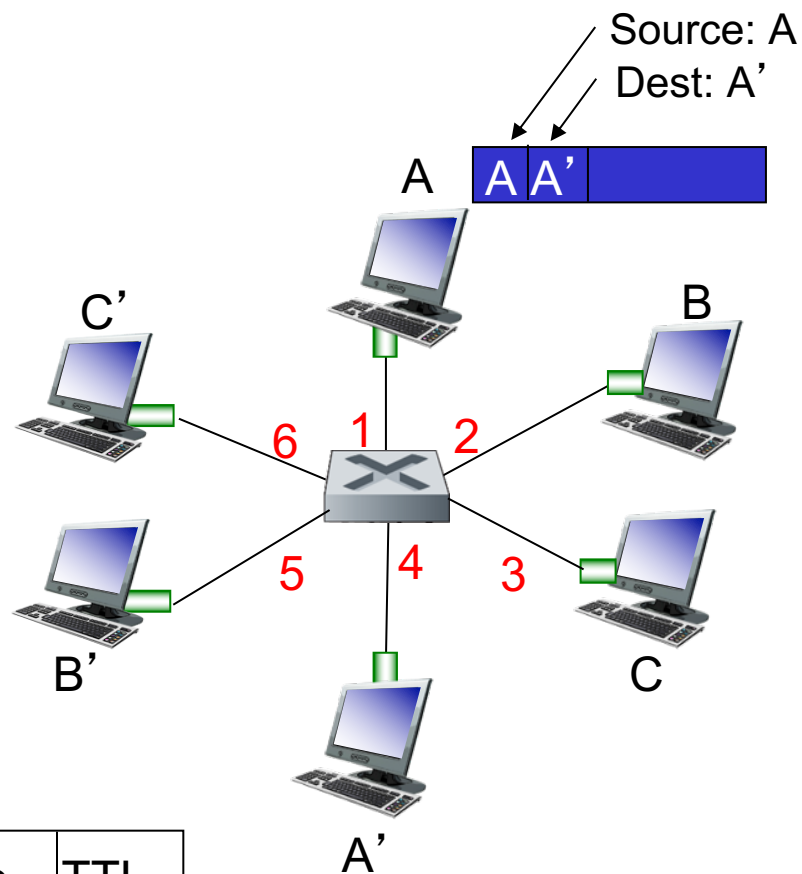 Source: A
Dest: A’
A
A A’
C’
B
6 1 2
5 4 3
B’
C
A’
TTL